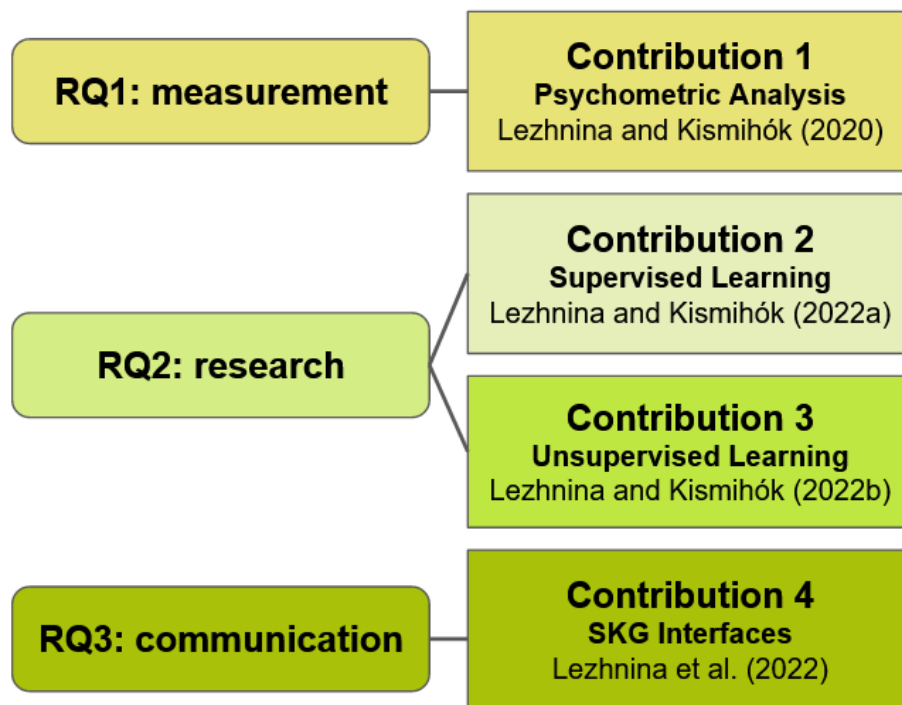 RQ1: measurement
Contribution 1
Psychometric Analysis
Lezhnina and Kismihók (2020)
RQ2: research
Contribution 2
Supervised Learning
Lezhnina and Kismihók (2022a)
Contribution 3
Unsupervised Learning
Lezhnina and Kismihók (2022b)
RQ3: communication
Contribution 4
SKG Interfaces
Lezhnina et al. (2022)